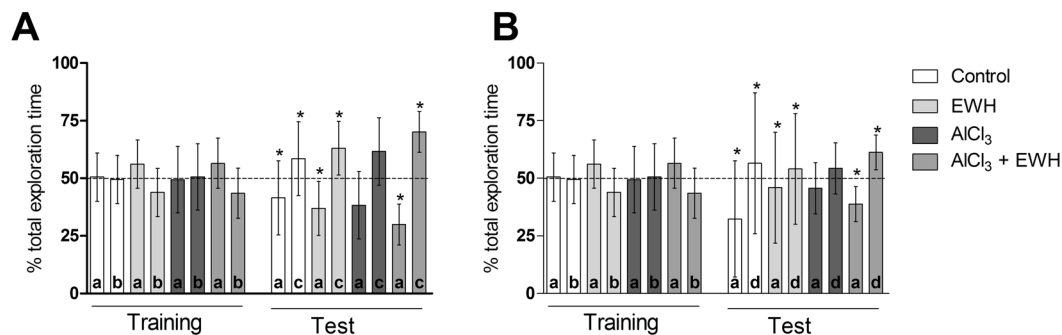 A
B
100
75
50
25
0
% total exploration time
* * * * * * *
a b a b a b a b a c a c a c a c
Training Test
100
75
50
25
0
% total exploration time
* * * * * *
a b a b a b a b a d a d a d a d
Training Test
Control
EWH
AlCl3
AlCl3 + EWH